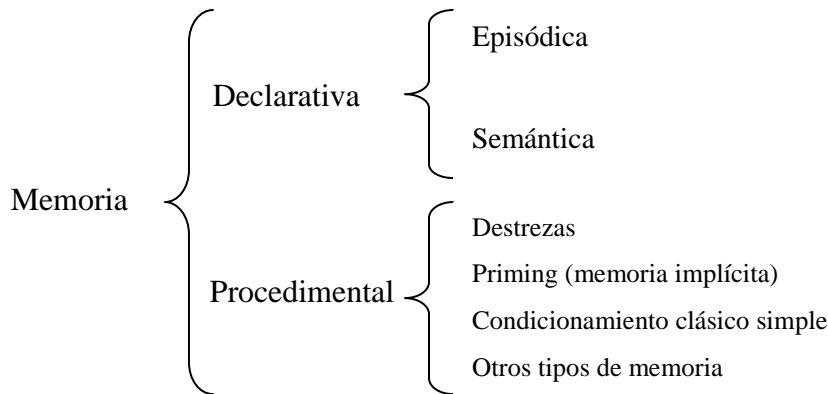 Memoria
Declarativa
Episódica
Semántica
Procedimental
Destrezas
Priming (memoria implícita)
Condicionamiento clásico simple
Otros tipos de memoria